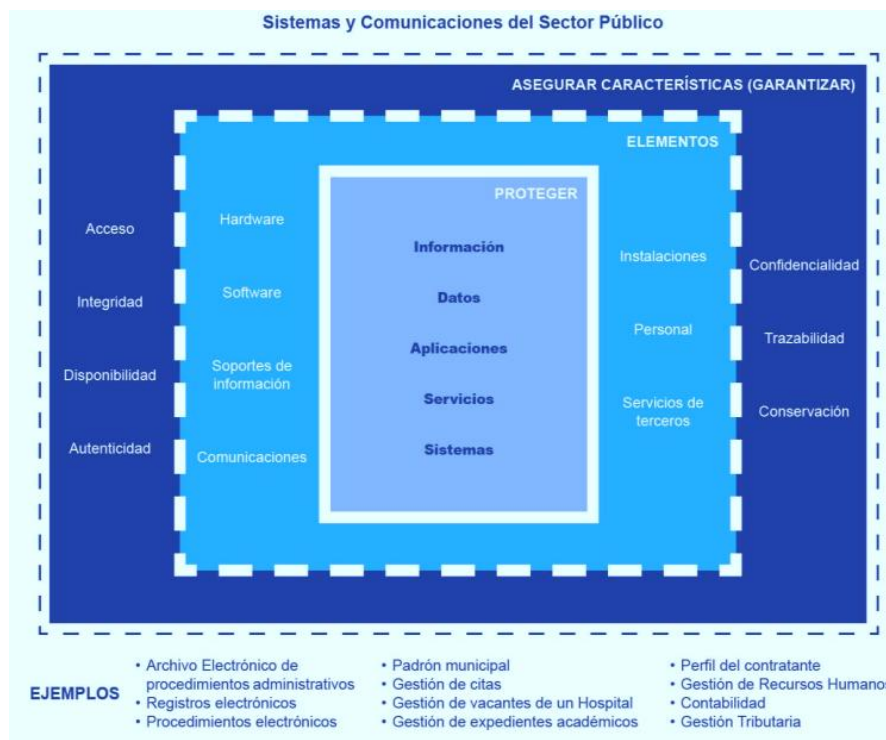 Sistemas y Comunicaciones del Sector Público
ASEGURAR CARACTERÍSTICAS (GARANTIZAR)
Acceso
Integridad
Disponibilidad
Autenticidad
ELEMENTOS
Hardware
Software
Soportes de
información
Comunicaciones
PROTEGER
Información
Datos
Aplicaciones
Servicios
Sistemas
Instalaciones
Personal
Servicios de
terceros
Confidencialidad
Trazabilidad
Conservación
EJEMPLOS
• Archivo Electrónico de
procedimientos administrativos
• Registros electrónicos
• Procedimientos electrónicos
• Padrón municipal
• Gestión de citas
• Gestión de vacantes de un Hospital
• Gestión de expedientes académicos
• Perfil del contratante
• Gestión de Recursos Humanos
• Contabilidad
• Gestión Tributaria